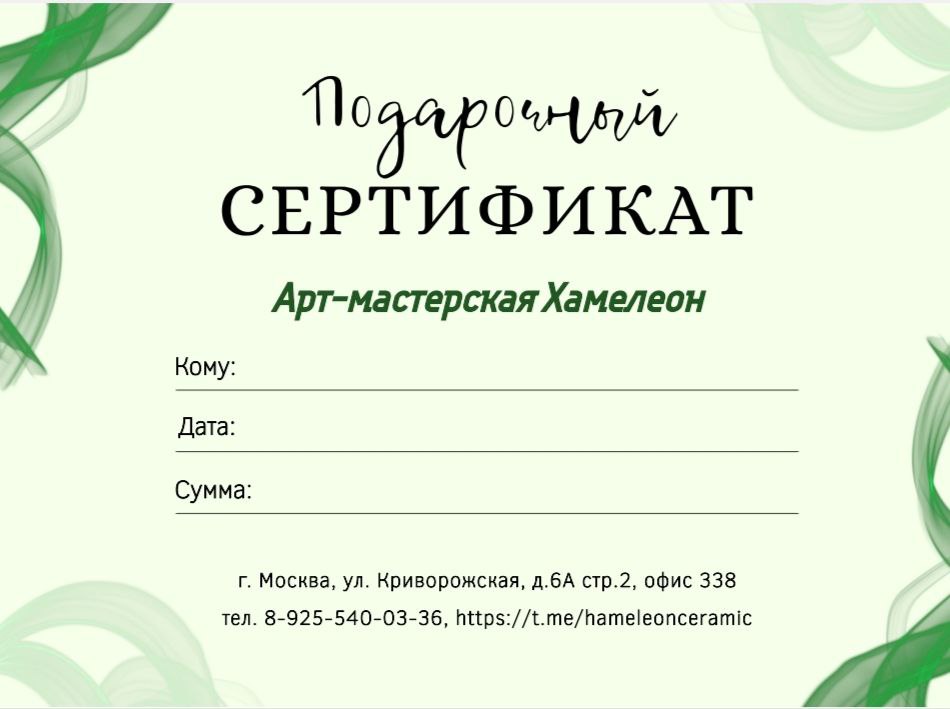 Подарочный
СЕРТИФИКАТ
Арт-мастерская Хамелеон
Кому:
Дата:
Сумма:
г. Москва, ул. Криворожская, д.6А стр.2, офис 338
тел. 8-925-540-03-36, https://t.me/hameleonceramic